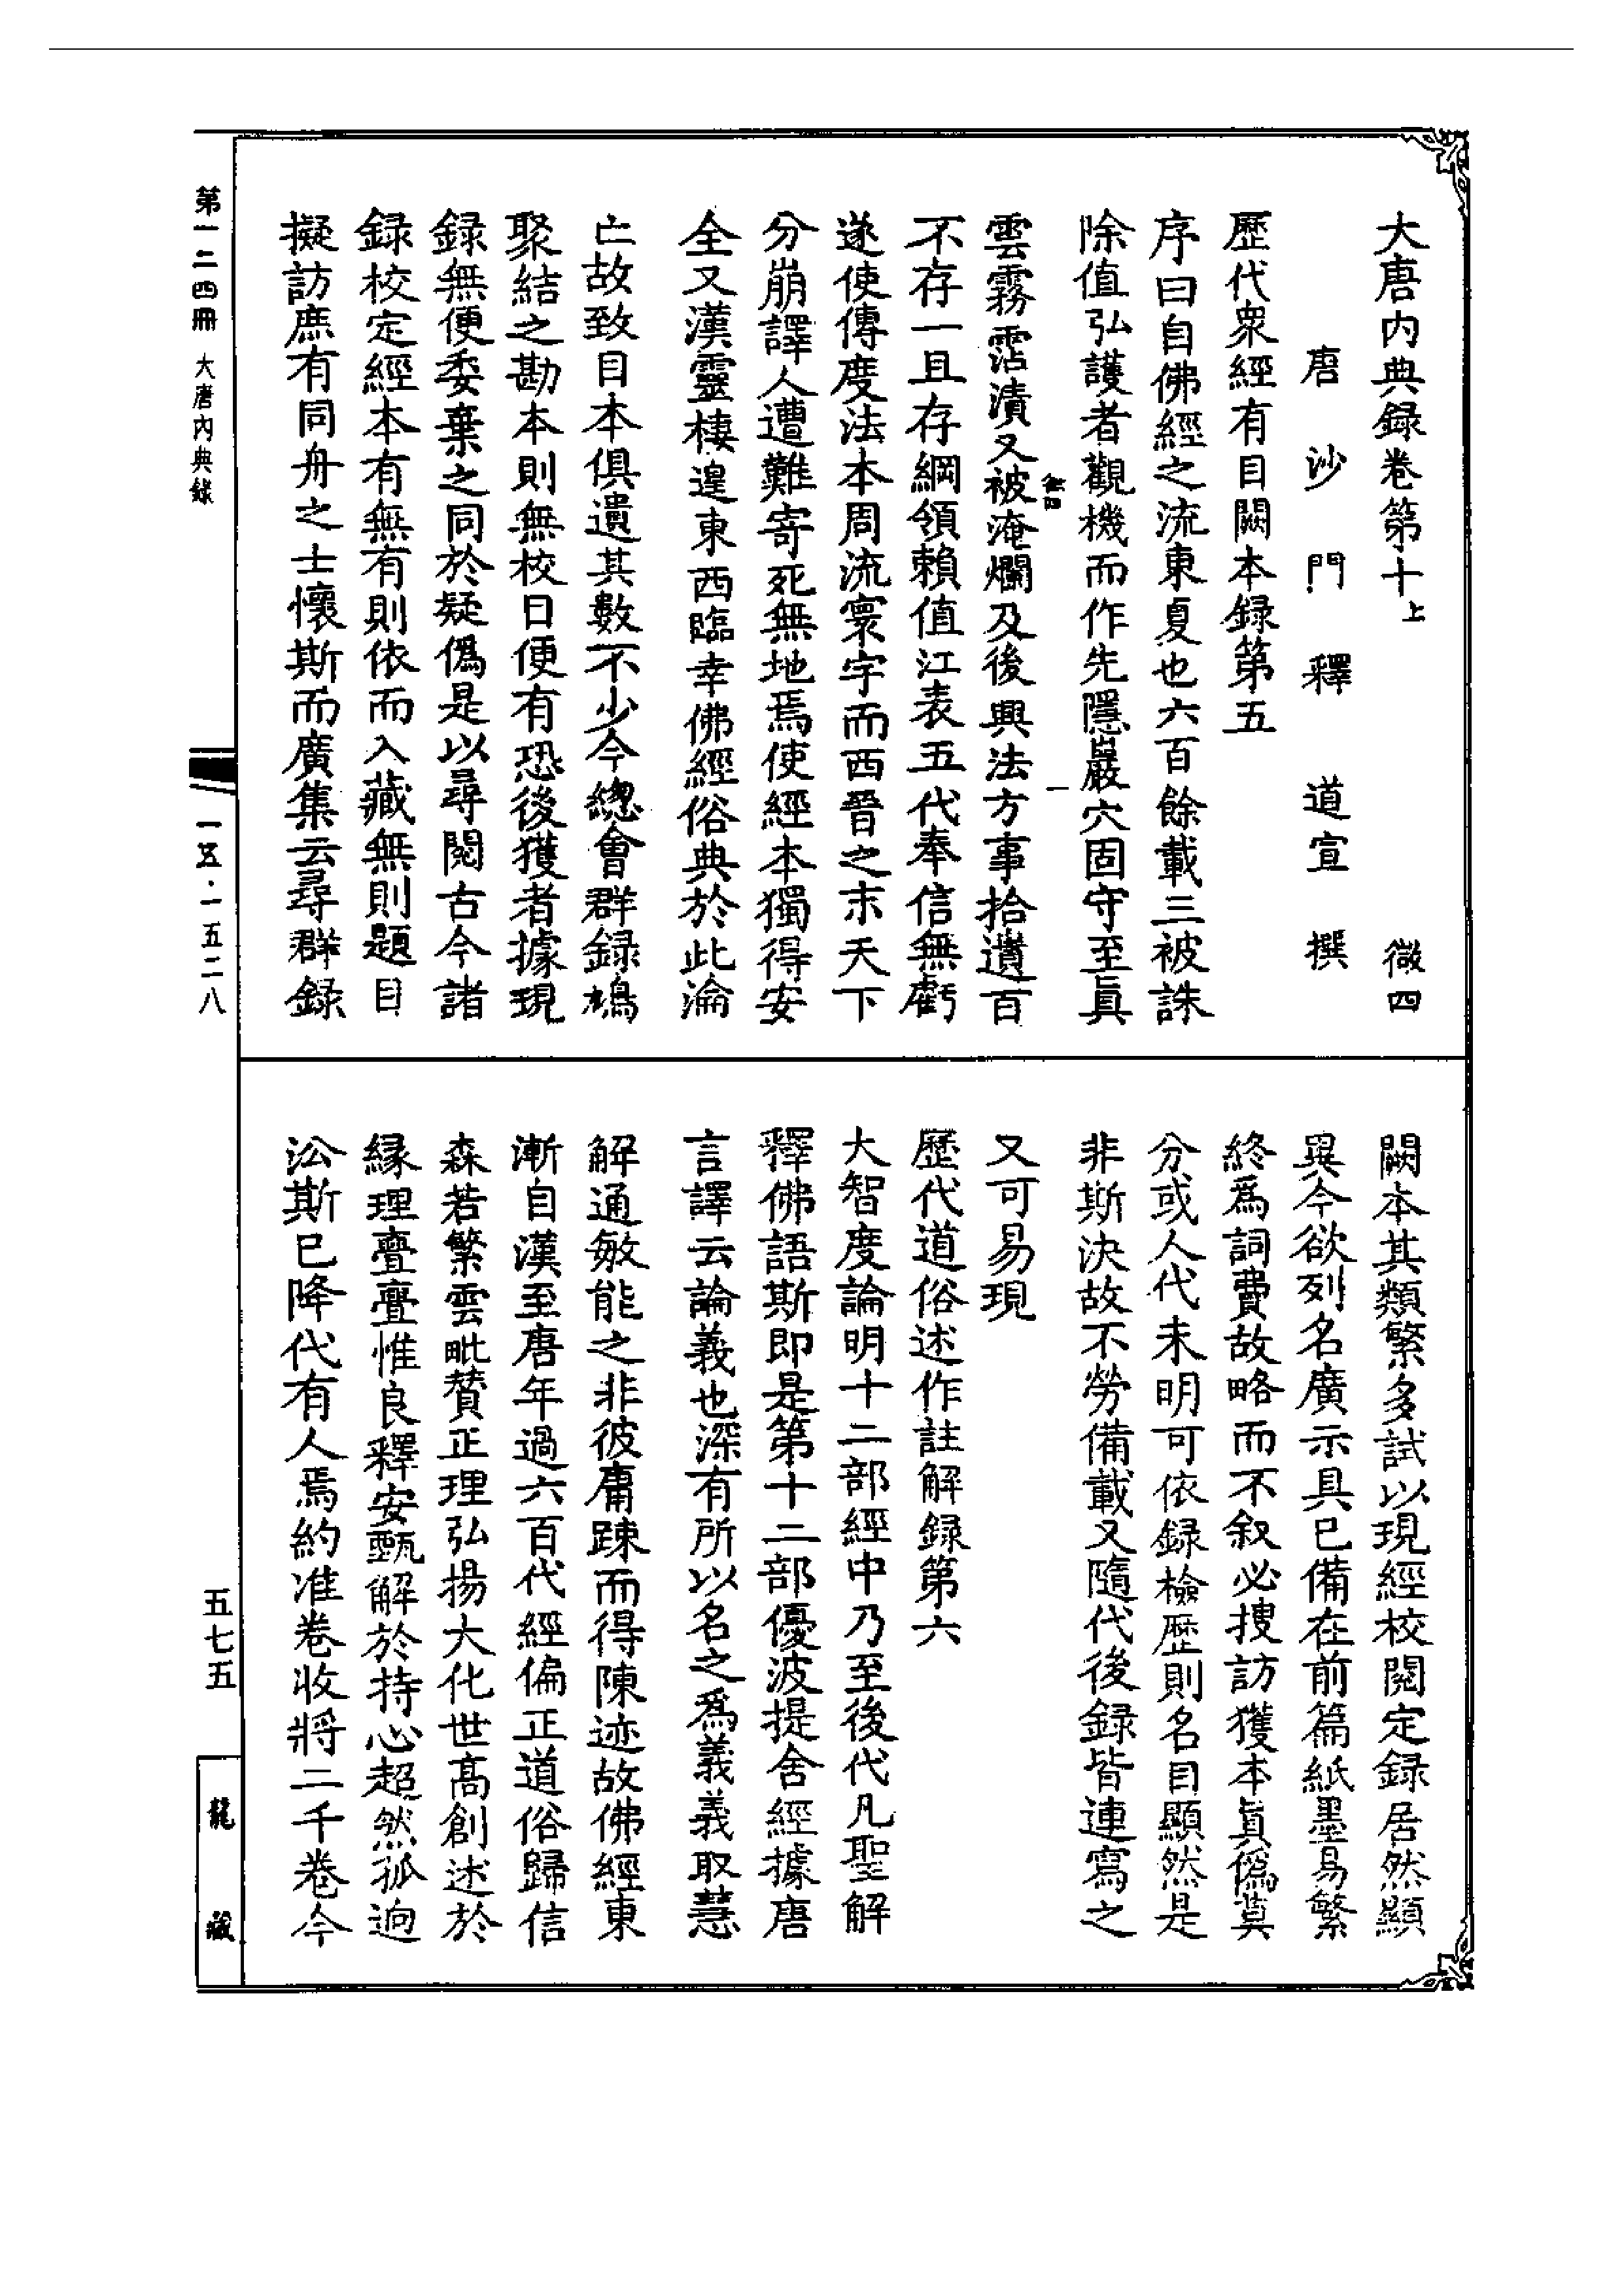 大唐内典録卷第十上　微四
唐沙門釋道宣撰
歷代衆經有目闕本録第五
序曰自佛經之流東夏也六百餘載三被誅
除值弘護者觀機而作先隱巖穴固守至真
雲霧霑漬又被淹爛及後興法方事拾遺百
不存一且存綱領賴值江表五代奉信無虧
遂使傳度法本周流寰宇而西晉之末天下
分崩譯人遭難寄死無地焉使經本獨得安
全又漢靈棲遑東西臨幸佛經俗典於此淪
亡故致目本俱遺其數不少今總會群録鳩
聚結之勘本則無校日便有恐後獲者據現
録無便委棄之同於疑僞是以尋閱古今諸
録校定經本有無有則依而入藏無則題目
擬訪庶有同舟之士懷斯而廣集云尋群録
闕本其類繁多試以現經校閱定録居然顯
異今欲列名廣示具已備在前篇紙墨易繁
終爲詞費故略而不叙必搜訪獲本真僞莫
分或人代未明可依録檢歷則名目顯然是
非斯決故不勞備載又隨代後録皆連寫之
又可易現
歷代道俗述作註解録第六
大智度論明十二部經中乃至後代凡聖解
釋佛語斯即是第十二部優波提舍經據唐
言譯云論義也深有所以名之爲義義取慧
解通敏能之非彼庸踈而得陳迹故佛經東
漸自漢至唐年過六百代經偏正道俗歸信
森若繁雲毗贊正理弘揚大化世高創述於
緣理亹亹惟良釋安甄解於持心超然孤迥
㳂斯已降代有人焉約准卷收將二千卷今
第一二四冊　大唐內典錄
一五·一五二八
五七五
龍藏